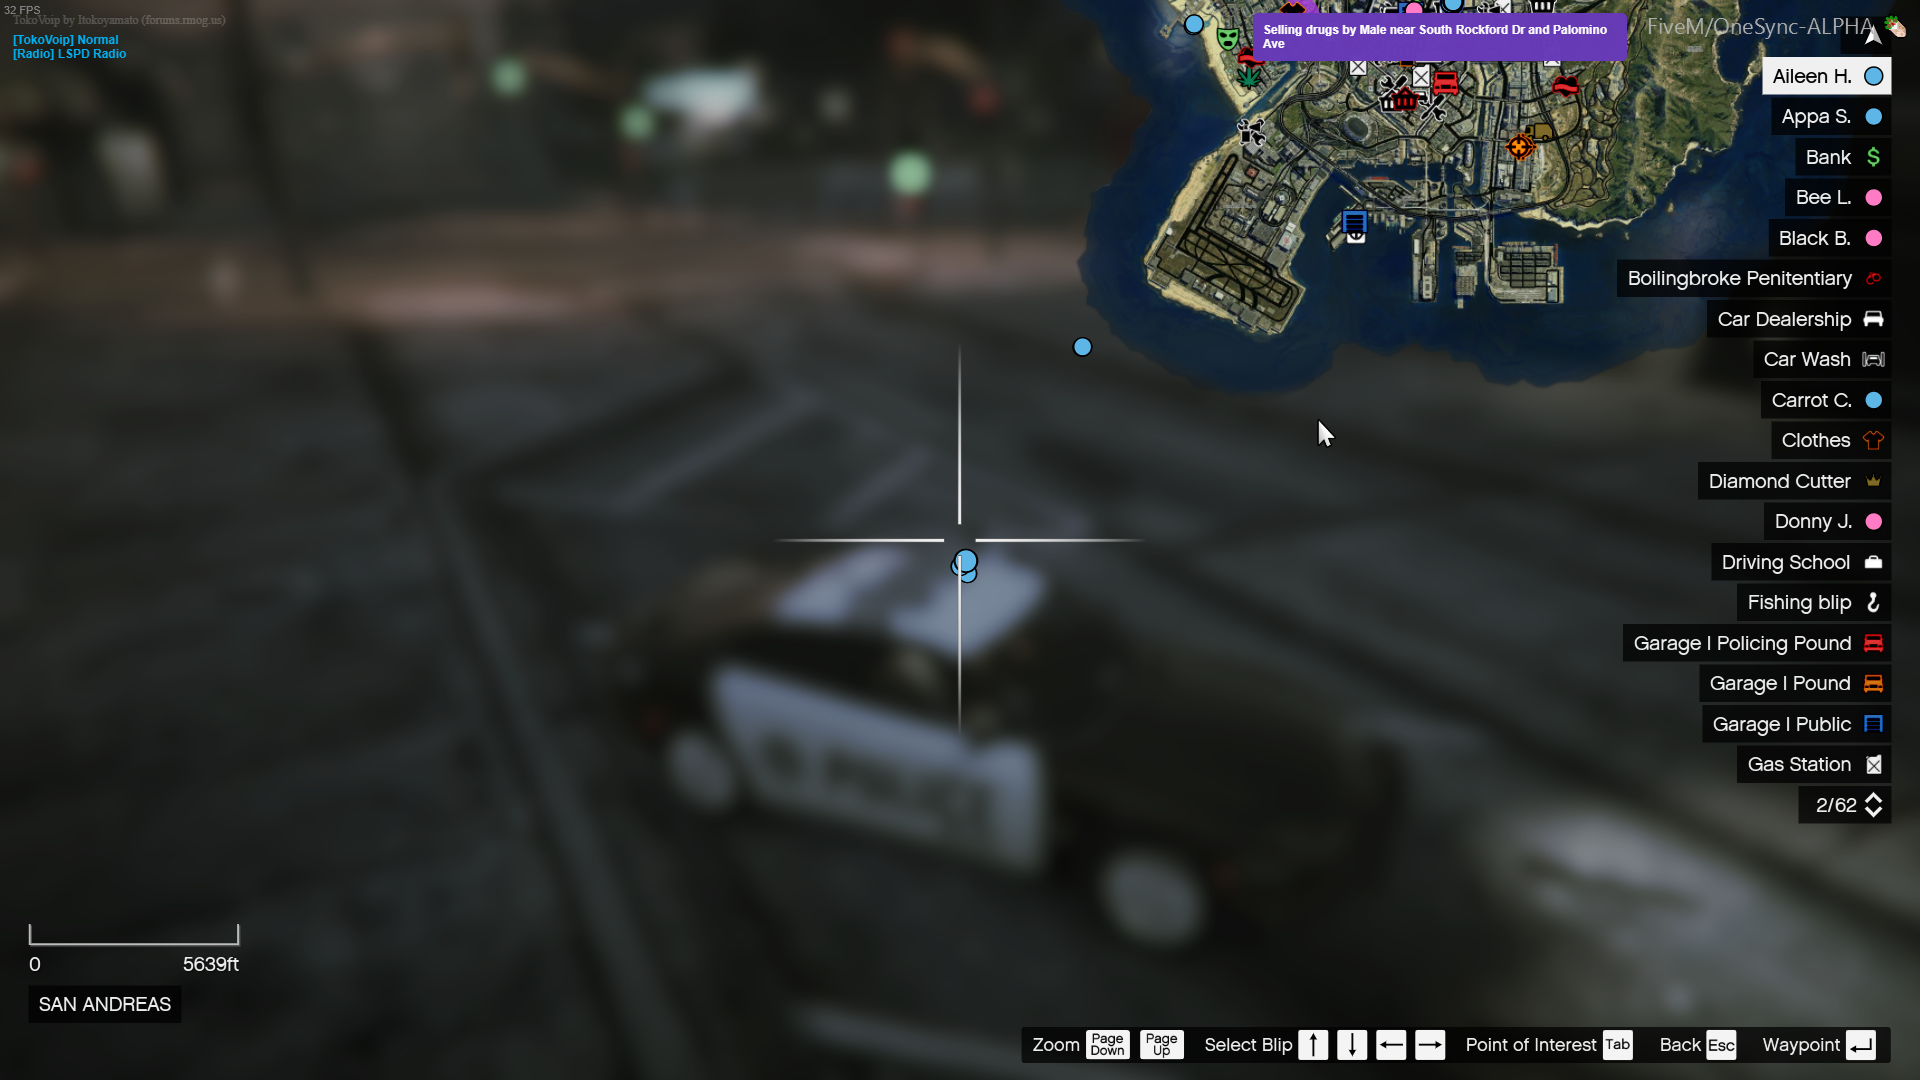 32 FPS
TokoVoip by Itokoyamato (forums.rmog.us)
[TokoVoip] Normal
[Radio] LSPD Radio
Selling drugs by Male near South Rockford Dr and Palomino
Ave
FiveM/OneSync-ALPHA
Aileen H.
Appa S.
Bank
Bee L.
Black B.
Boilingbroke Penitentiary
Car Dealership
Car Wash
Carrot C.
Clothes
Diamond Cutter
Donny J.
Driving School
Fishing blip
Garage | Policing Pound
Garage | Pound
Garage | Public
Gas Station
2/62
0 5639ft
SAN ANDREAS
Zoom Page Down Page Up Select Blip ↑ ↓ ← → Point of Interest Tab Back Esc Waypoint